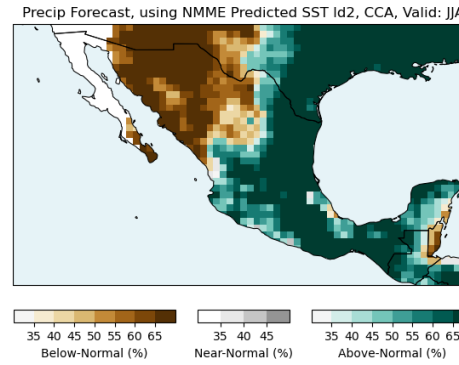 Precip Forecast, using NMME Predicted SST ld2, CCA, Valid: JJA
35 40 45 50 55 60 65
35 40 45
35 40 45 50 55 60 65
Below-Normal (%)
Near-Normal (%)
Above-Normal (%)